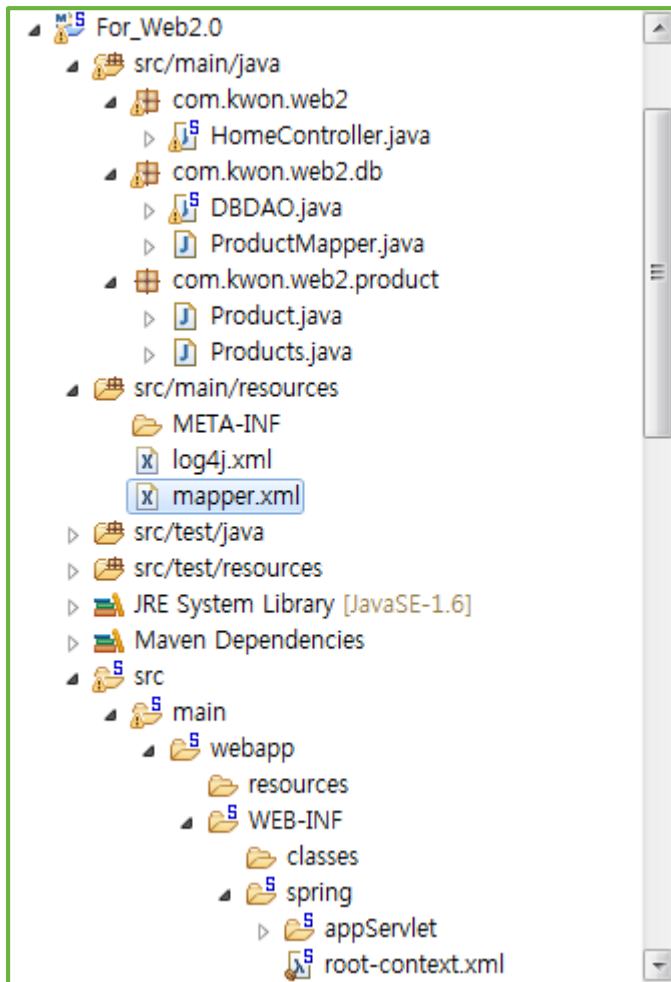 For_Web2.0
src/main/java
com.kwon.web2
HomeController.java
com.kwon.web2.db
DBDAO.java
ProductMapper.java
com.kwon.web2.product
Product.java
Products.java
src/main/resources
META-INF
log4j.xml
mapper.xml
src/test/java
src/test/resources
JRE System Library [JavaSE-1.6]
Maven Dependencies
src
main
webapp
resources
WEB-INF
classes
spring
appServlet
root-context.xml